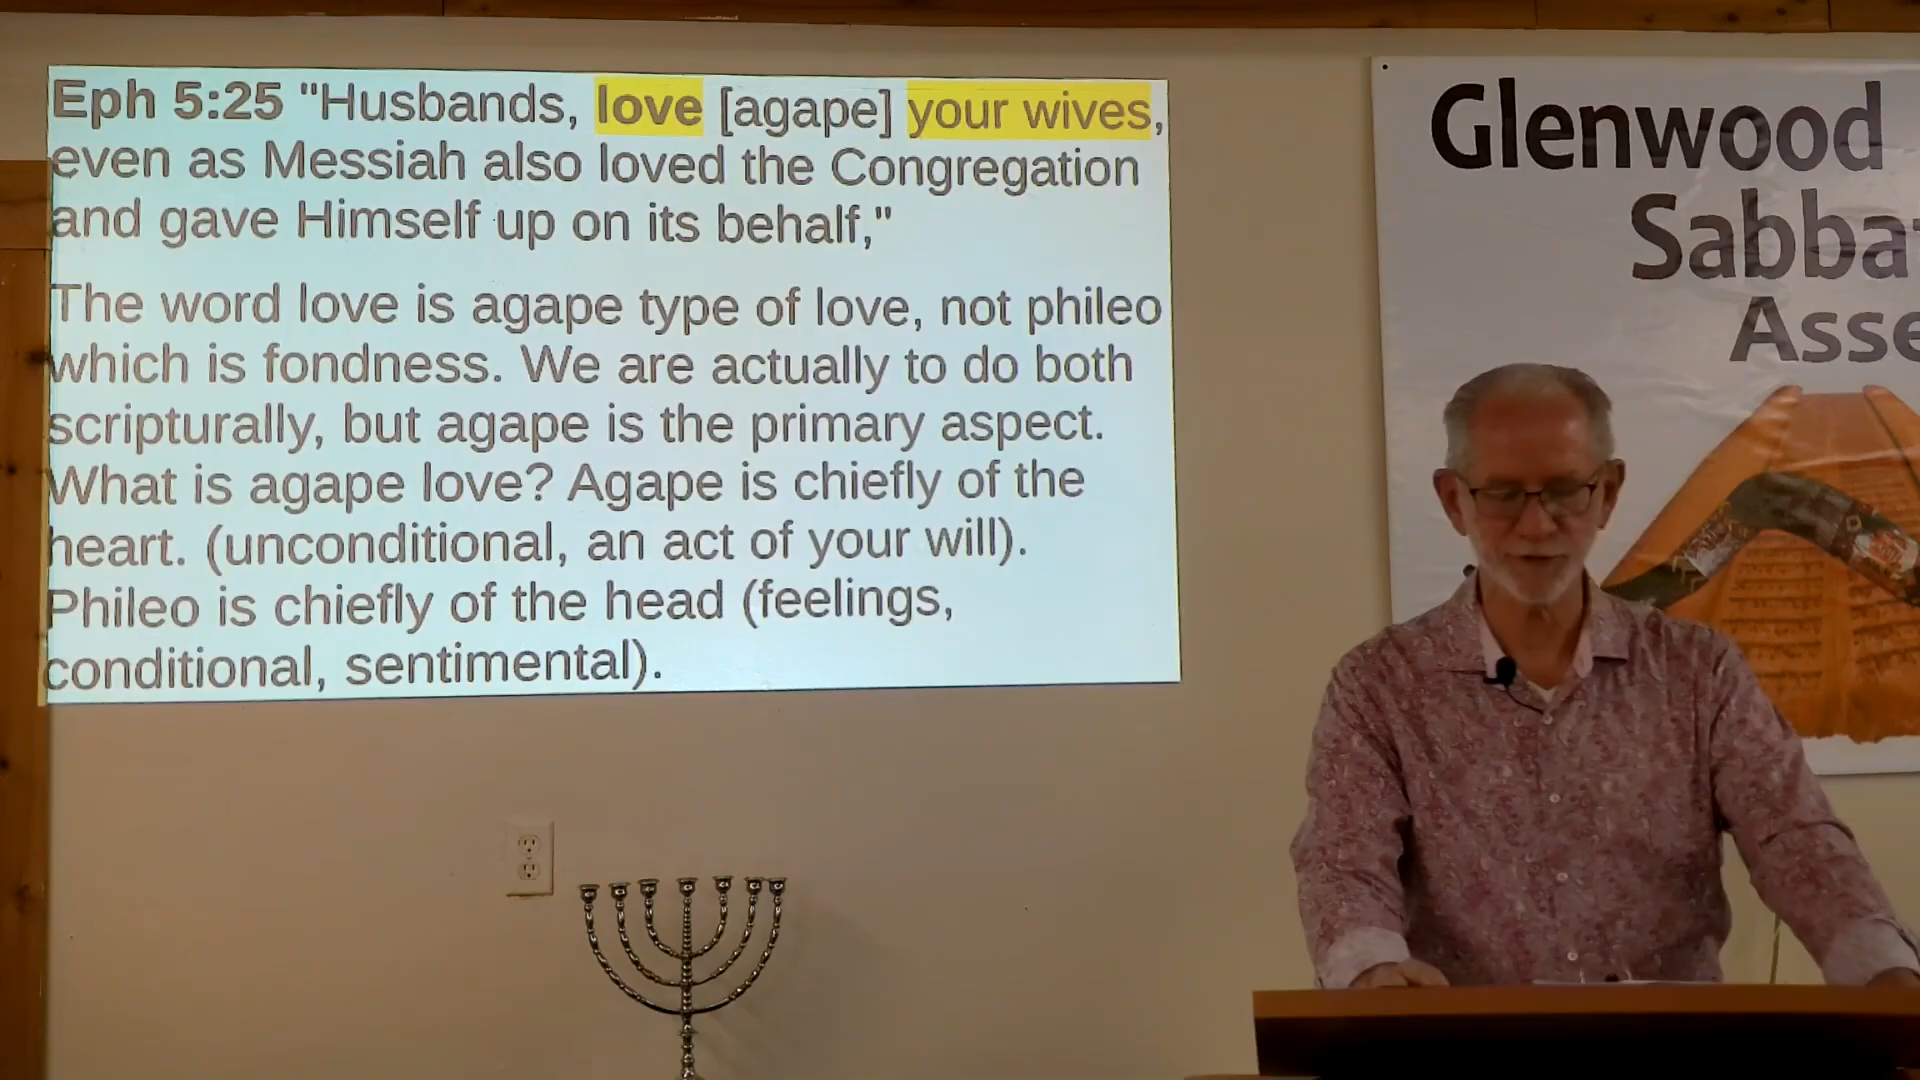 Eph 5:25 "Husbands, love [agape] your wives,
even as Messiah also loved the Congregation
and gave Himself up on its behalf,"
The word love is agape type of love, not phileo
which is fondness. We are actually to do both
scripturally, but agape is the primary aspect.
What is agape love? Agape is chiefly of the
heart. (unconditional, an act of your will).
Phileo is chiefly of the head (feelings,
conditional, sentimental).
Glenwood